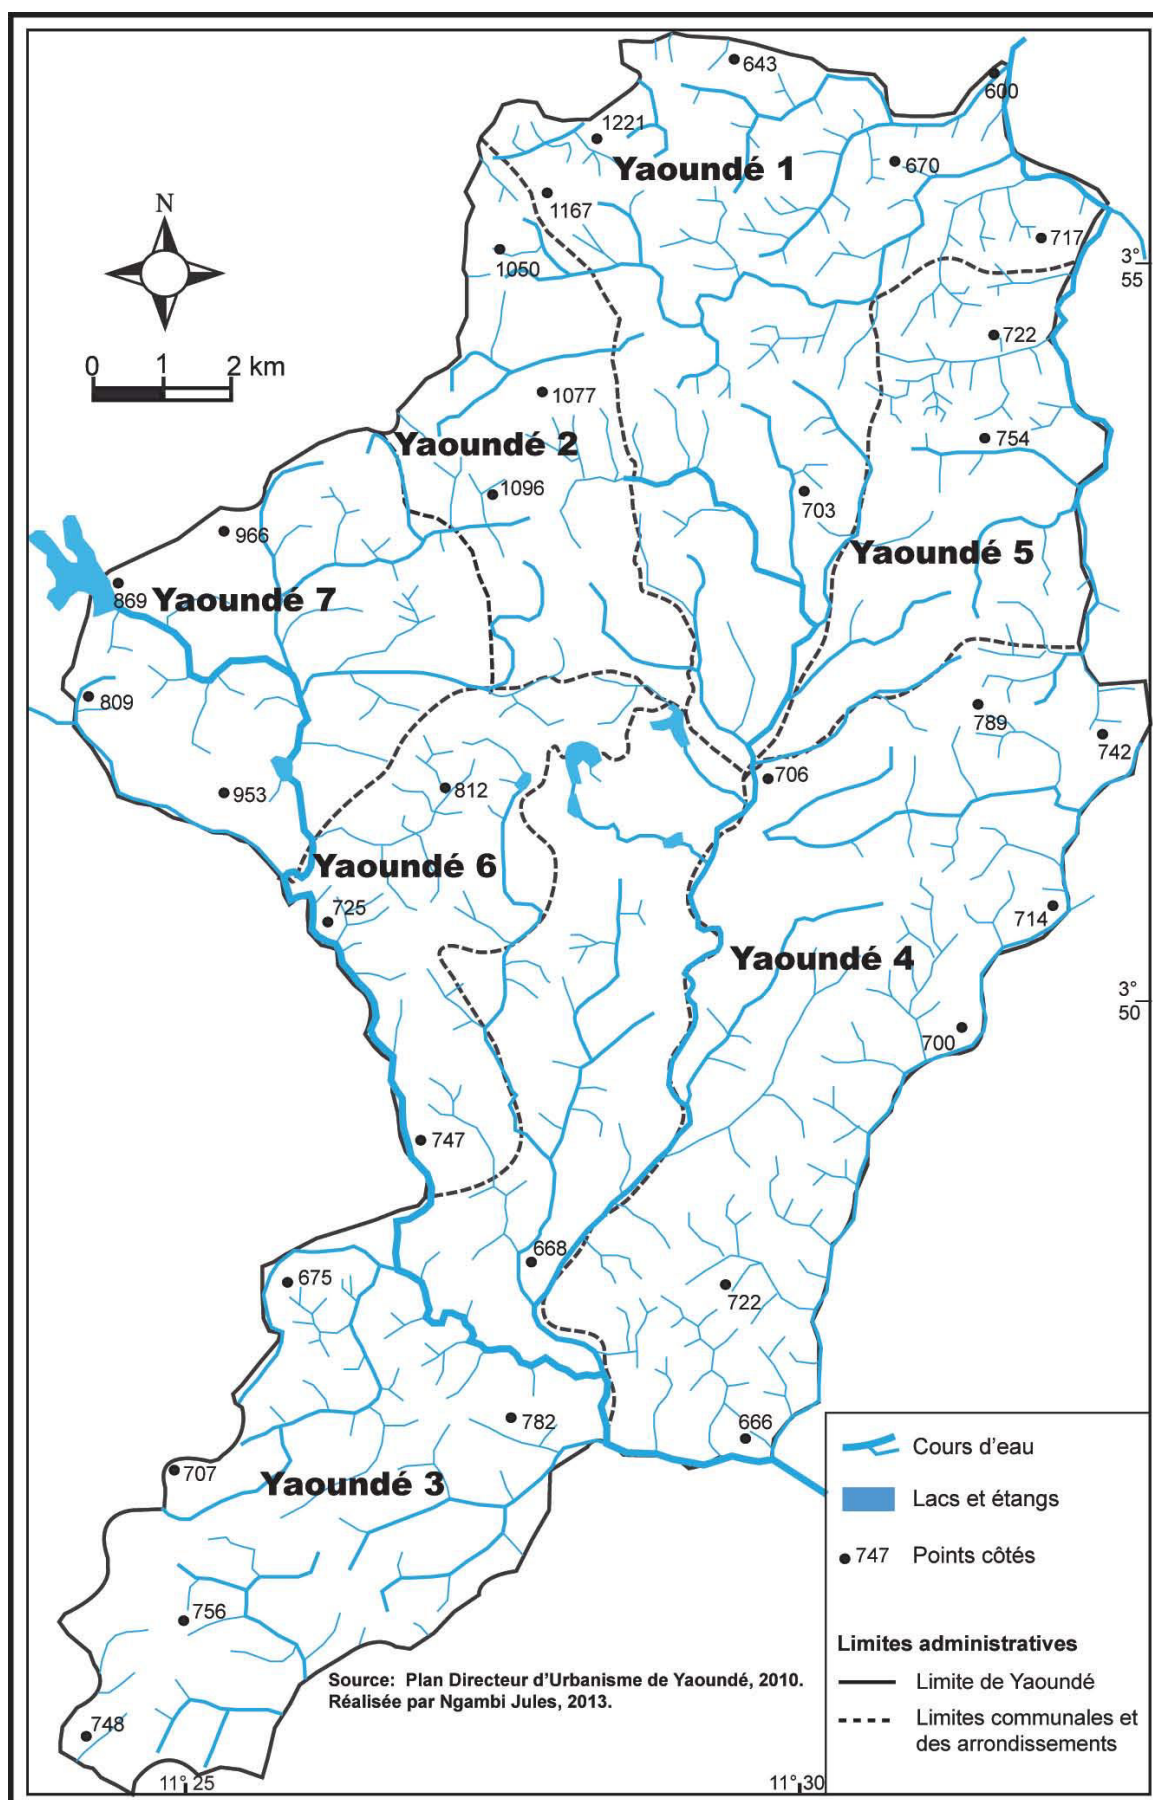 643
600
1221
Yaoundé 1
670
1167
717
N
1050
3°
55
722
0 1 2 km
1077
Yaoundé 2
754
1096
703
966
Yaoundé 5
869
Yaoundé 7
809
789
742
706
812
953
Yaoundé 6
725
714
Yaoundé 4
3°
50
700
747
668
675
722
782
666
707
Yaoundé 3
756
748
Cours d'eau
Lacs et étangs
747 Points côtés
Limites administratives
Limite de Yaoundé
Limites communales et
des arrondissements
Source: Plan Directeur d'Urbanisme de Yaoundé, 2010.
Réalisée par Ngambi Jules, 2013.
11° 25
11° 30